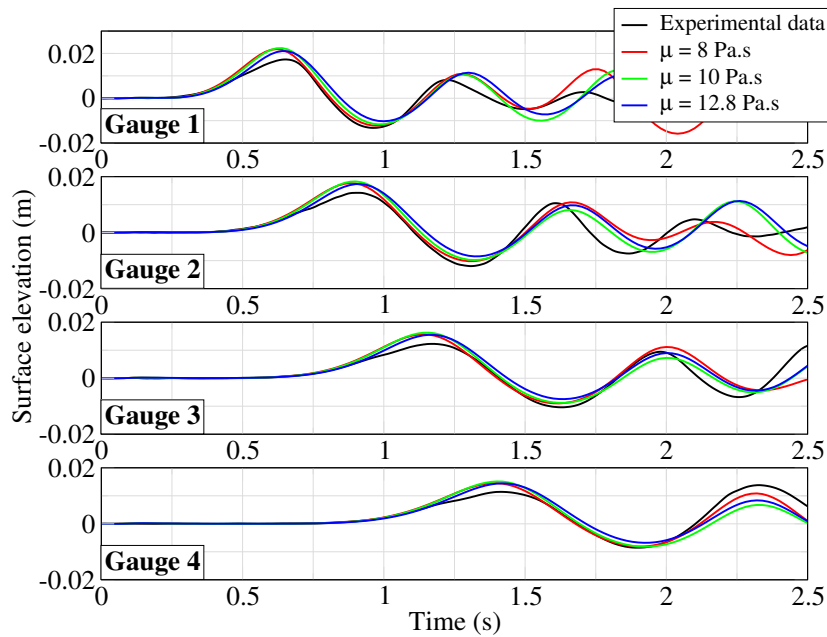 Experimental data
μ = 8 Pa.s
μ = 10 Pa.s
μ = 12.8 Pa.s
Surface elevation (m)
0.02
0
-0.02
Gauge 1
0 0.5 1 1.5 2 2.5
0.02
0
-0.02
Gauge 2
0 0.5 1 1.5 2 2.5
0.02
0
-0.02
Gauge 3
0 0.5 1 1.5 2 2.5
0.02
0
-0.02
Gauge 4
0 0.5 1 1.5 2 2.5
Time (s)